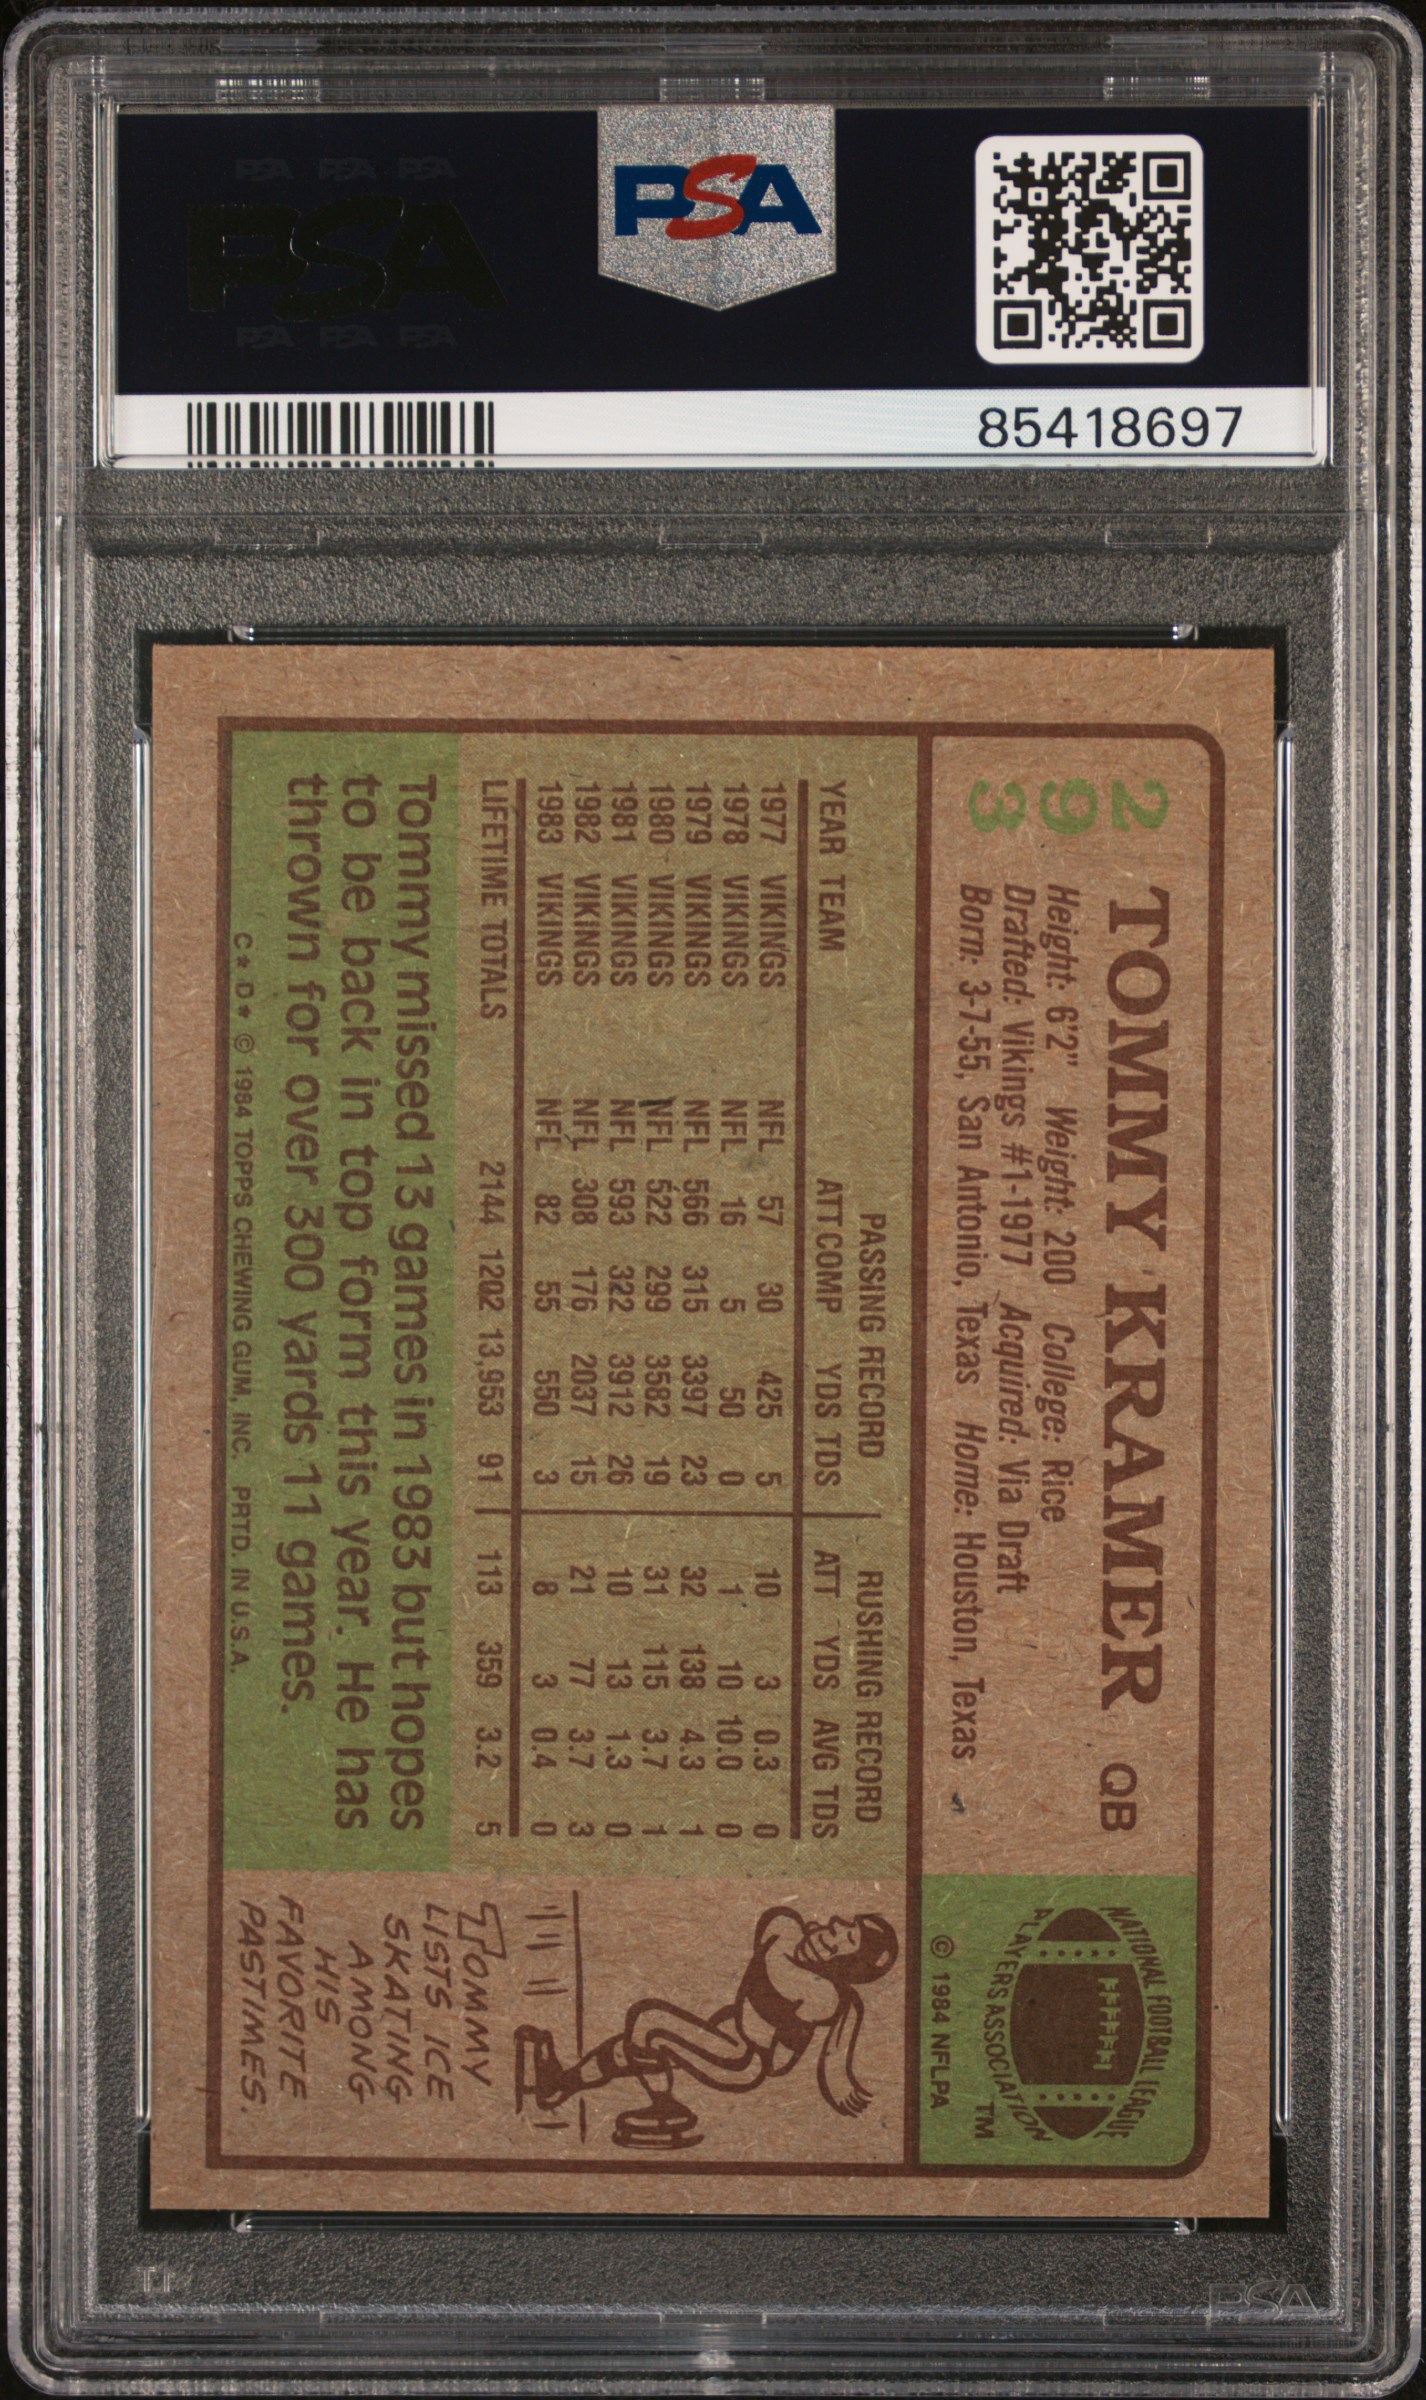 PSA PSA PSA
PSA
PSA PSA PSA
PSA
85418697
293
TOMMY KRAMER QB
Height: 6'2" Weight: 200 College: Rice
Drafted: Vikings #1-1977 Acquired: Via Draft
Born: 3-7-55, San Antonio, Texas Home: Houston, Texas
NATIONAL FOOTBALL LEAGUE
PLAYERS ASSOCIATION TM
© 1984 NFLPA
PASSING RECORD RUSHING RECORD
YEAR TEAM ATT COMP YDS TDS ATT YDS AVG TDS
1977 VIKINGS NFL 57 30 425 5 10 3 0.3 0
1978 VIKINGS NFL 16 5 50 0 1 10 10.0 0
1979 VIKINGS NFL 566 315 3397 23 32 138 4.3 1
1980 VIKINGS NFL 522 299 3582 19 31 115 3.7 1
1981 VIKINGS NFL 593 322 3912 26 10 13 1.3 0
1982 VIKINGS NFL 308 176 2037 15 21 77 3.7 3
1983 VIKINGS NFL 82 55 550 3 8 3 0.4 0
LIFETIME TOTALS 2144 1202 13,953 91 113 359 3.2 5
Tommy missed 13 games in 1983 but hopes
to be back in top form this year. He has
thrown for over 300 yards 11 games.
C* D* © 1984 TOPPS CHEWING GUM, INC. PRTD. IN U.S.A.
TOMMY
LISTS ICE
SKATING
AMONG
HIS
FAVORITE
PASTIMES.
PSA